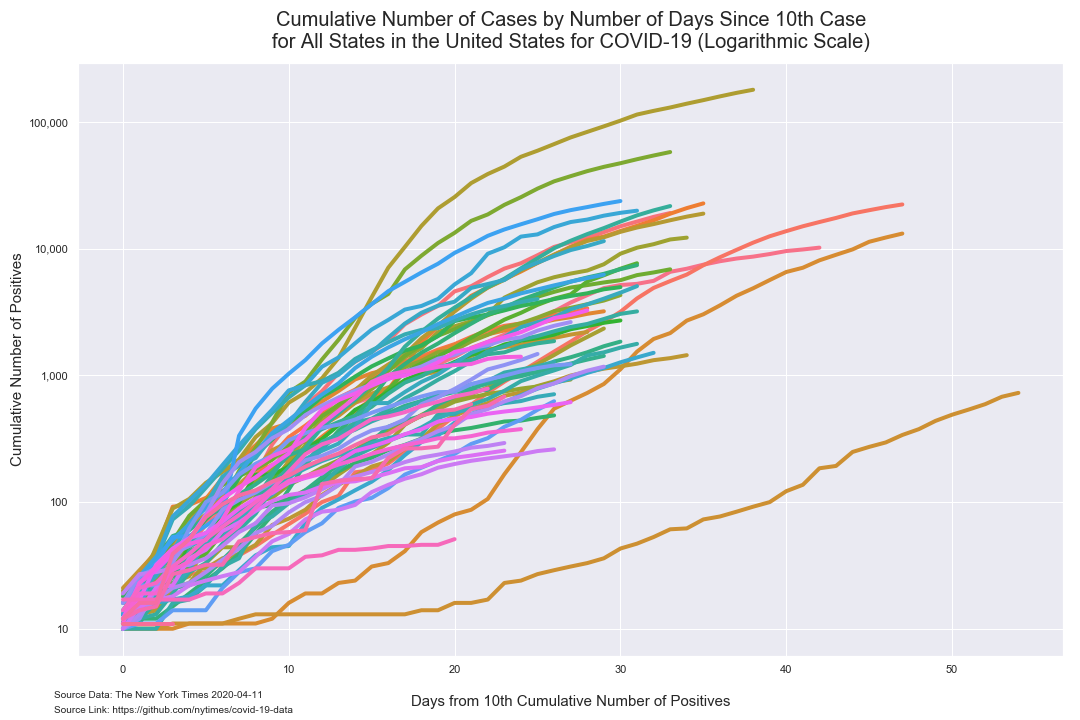 Cumulative Number of Cases by Number of Days Since 10th Case
for All States in the United States for COVID-19 (Logarithmic Scale)
Cumulative Number of Positives
100,000
10,000
1,000
100
10
0
10
20
30
40
50
Days from 10th Cumulative Number of Positives
Source Data: The New York Times 2020-04-11
Source Link: https://github.com/nytimes/covid-19-data